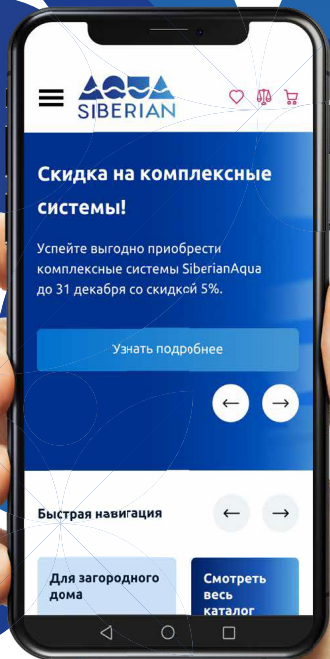 AQUA
SIBERIAN
Скидка на комплексные
системы!
Успейте выгодно приобрести
комплексные системы SiberianAqua
до 31 декабря со скидкой 5%.
Узнать подробнее
Быстрая навигация
Для загородного
дома
Смотреть
весь
каталог